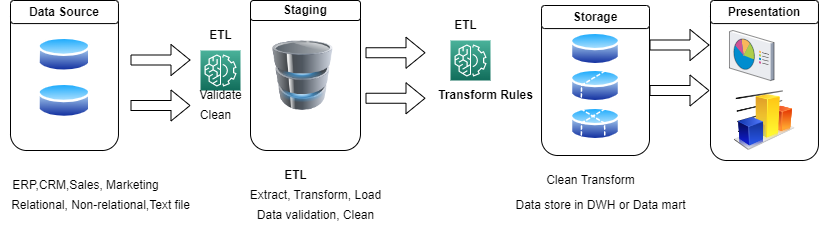 Data Source
ETL
Validate
Clean
Staging
ETL
Transform Rules
Storage
Presentation
ERP,CRM,Sales, Marketing
Relational, Non-relational,Text file
ETL
Extract, Transform, Load
Data validation, Clean
Clean Transform
Data store in DWH or Data mart